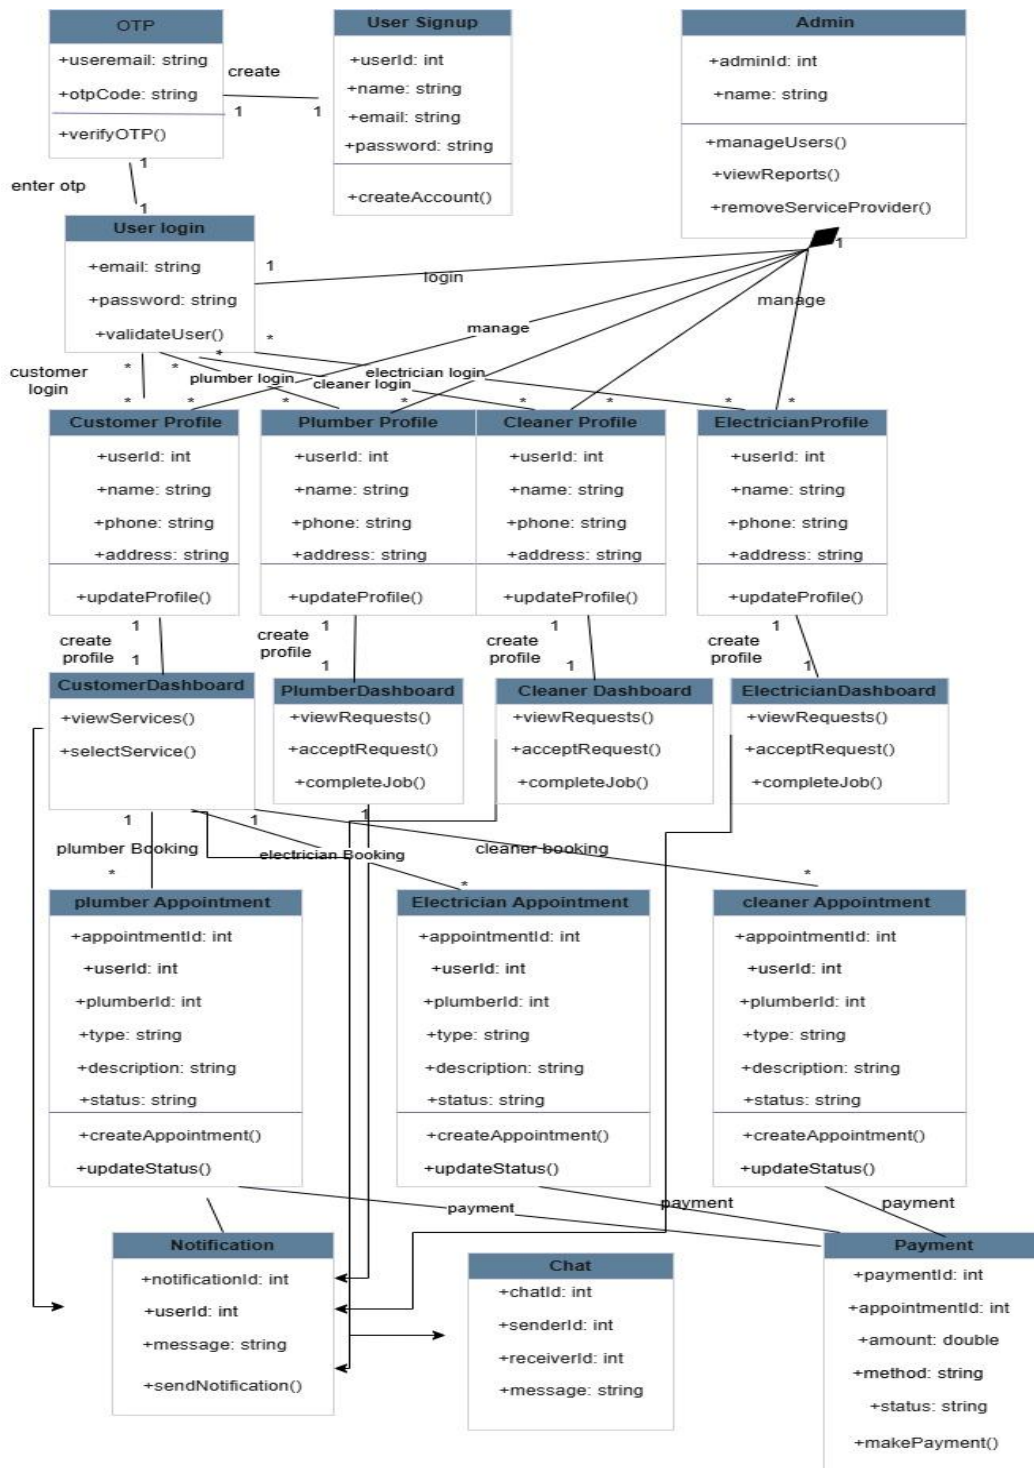 OTP
+useremail: string
+otpCode: string
+verifyOTP()
create
1
1
User Signup
+userId: int
+name: string
+email: string
+password: string
+createAccount()
Admin
+adminId: int
+name: string
+manageUsers()
+viewReports()
+removeServiceProvider()
1
1
enter otp
1
User login
+email: string
+password: string
+validateUser()
1
login
manage
manage
*
*
*
*
customer
login
plumber login
cleaner login
electrician login
*
*
*
*
*
*
*
*
Customer Profile
+userId: int
+name: string
+phone: string
+address: string
+updateProfile()
Plumber Profile
+userId: int
+name: string
+phone: string
+address: string
+updateProfile()
Cleaner Profile
+userId: int
+name: string
+phone: string
+address: string
+updateProfile()
ElectricianProfile
+userId: int
+name: string
+phone: string
+address: string
+updateProfile()
1
create
profile
1
1
create
profile
1
1
create
profile
1
1
create
profile
1
CustomerDashboard
+viewServices()
+selectService()
PlumberDashboard
+viewRequests()
+acceptRequest()
+completeJob()
Cleaner Dashboard
+viewRequests()
+acceptRequest()
+completeJob()
ElectricianDashboard
+viewRequests()
+acceptRequest()
+completeJob()
1
1
1
plumber Booking
electrician Booking
cleaner booking
*
*
*
plumber Appointment
+appointmentId: int
+userId: int
+plumberId: int
+type: string
+description: string
+status: string
+createAppointment()
+updateStatus()
Electrician Appointment
+appointmentId: int
+userId: int
+plumberId: int
+type: string
+description: string
+status: string
+createAppointment()
+updateStatus()
cleaner Appointment
+appointmentId: int
+userId: int
+plumberId: int
+type: string
+description: string
+status: string
+createAppointment()
+updateStatus()
payment
payment
payment
Notification
+notificationId: int
+userId: int
+message: string
+sendNotification()
Chat
+chatId: int
+senderId: int
+receiverId: int
+message: string
Payment
+paymentId: int
+appointmentId: int
+amount: double
+method: string
+status: string
+makePayment()